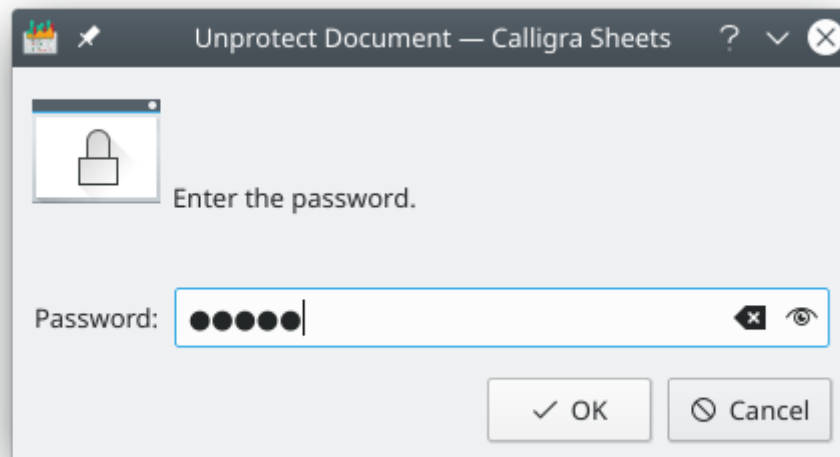 Unprotect Document — Calligra Sheets
Enter the password.
Password: ●●●●●
OK Cancel